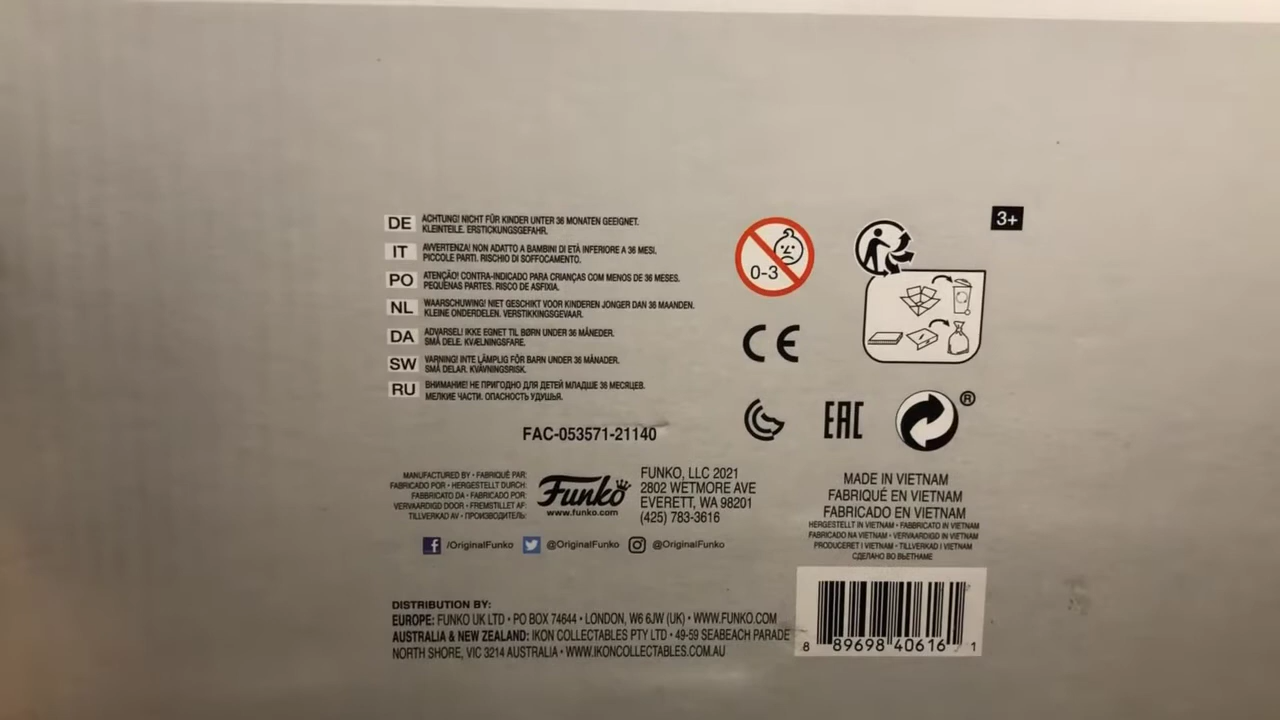 DE ACHTUNG! NICHT FÜR KINDER UNTER 36 MONATEN GEEIGNET.
KLEINTEILE. ERSTICKUNGSGEFAHR.
IT AVVERTENZA! NON ADATTO A BAMBINI DI ETÀ INFERIORE A 36 MESI.
PICCOLE PARTI. RISCHIO DI SOFFOCAMENTO.
PO ATENÇÃO! CONTRA-INDICADO PARA CRIANÇAS COM MENOS DE 36 MESES.
PEQUENAS PARTES. RISCO DE ASFIXIA.
NL WAARSCHUWING! NIET GESCHIKT VOOR KINDEREN JONGER DAN 36 MAANDEN.
KLEINE ONDERDELEN. VERSTIKKINGSGEVAAR.
DA ADVARSEL! IKKE EGNET TIL BØRN UNDER 36 MÅNEDER.
SMÅ DELE. KVÆLNINGSFARE.
SW VARNING! INTE LÄMPLIG FÖR BARN UNDER 36 MÅNADER.
SMÅ DELAR. KVÄVNINGSRISK.
RU ВНИМАНИЕ! НЕ ПРИГОДНО ДЛЯ ДЕТЕЙ МЛАДШЕ 36 МЕСЯЦЕВ.
МЕЛКИЕ ЧАСТИ. ОПАСНОСТЬ УДУШЬЯ.
0-3
3+
CE
EAC
®
FAC-053571-21140
MANUFACTURED BY • FABRIQUÉ PAR:
FABRICADO POR • HERGESTELLT DURCH:
FABBRICATO DA • FABRICADO POR:
VERVAARDIGD DOOR • FREMSTILLET AF:
TILLVERKAD AV • ПРОИЗВОДИТЕЛЬ:
Funko
www.funko.com
FUNKO, LLC 2021
2802 WETMORE AVE
EVERETT, WA 98201
(425) 783-3616
/OriginalFunko @OriginalFunko @OriginalFunko
MADE IN VIETNAM
FABRIQUÉ EN VIETNAM
FABRICADO EN VIETNAM
HERGESTELLT IN VIETNAM • FABBRICATO IN VIETNAM
FABRICADO NA VIETNAM • VERVAARDIGD IN VIETNAM
PRODUCERET I VIETNAM • TILLVERKAD I VIETNAM
СДЕЛАНО ВО ВЬЕТНАМЕ
DISTRIBUTION BY:
EUROPE: FUNKO UK LTD • PO BOX 74644 • LONDON, W6 6JW (UK) • WWW.FUNKO.COM
AUSTRALIA & NEW ZEALAND: IKON COLLECTABLES PTY LTD • 49-59 SEABEACH PARADE
NORTH SHORE, VIC 3214 AUSTRALIA • WWW.IKONCOLLECTABLES.COM.AU
8 89698 40616 1